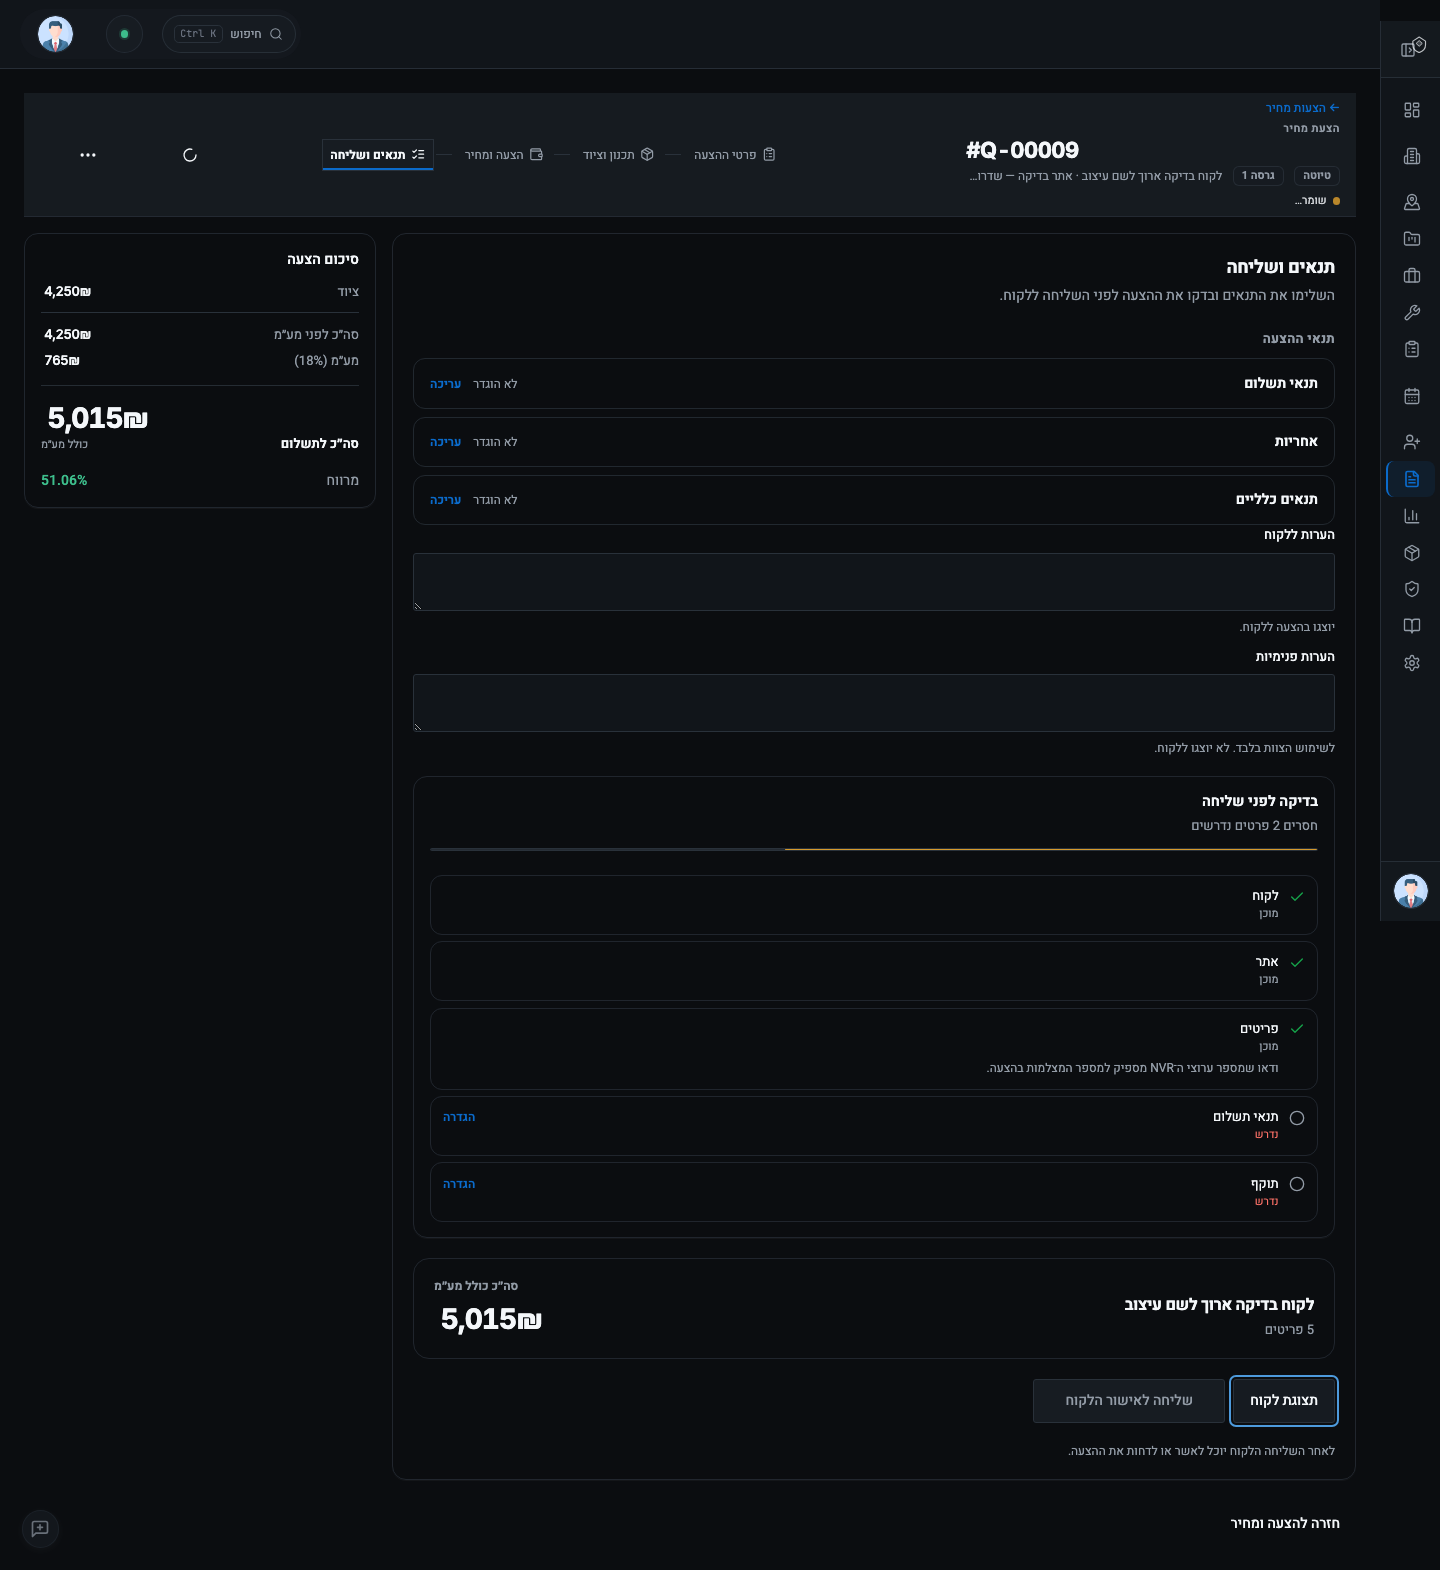 חיפוש Ctrl K
← הצעות מחיר
הצעת מחיר
#Q-00009
טיוטה גרסה 1 לקוח בדיקה ארוך לשם עיצוב · אתר בדיקה — שדרו...
שומר...
פרטי ההצעה
תכנון וציוד
הצעה ומחיר
תנאים ושליחה
תנאים ושליחה
השלימו את התנאים ובדקו את ההצעה לפני השליחה ללקוח.
תנאי ההצעה
תנאי תשלום לא הוגדר עריכה
אחריות לא הוגדר עריכה
תנאים כלליים לא הוגדר עריכה
הערות ללקוח
יוצגו בהצעה ללקוח.
הערות פנימיות
לשימוש הצוות בלבד. לא יוצגו ללקוח.
בדיקה לפני שליחה
חסרים 2 פרטים נדרשים
לקוח
מוכן
אתר
מוכן
פריטים
מוכן
ודאו שמספר ערוצי ה־NVR מספיק למספר המצלמות בהצעה.
תנאי תשלום הגדרה
נדרש
תוקף הגדרה
נדרש
לקוח בדיקה ארוך לשם עיצוב
5 פריטים
סה״כ כולל מע״מ
5,015₪
תצוגת לקוח
שליחה לאישור הלקוח
לאחר השליחה הלקוח יוכל לאשר או לדחות את ההצעה.
חזרה להצעה ומחיר
סיכום הצעה
ציוד 4,250₪
סה״כ לפני מע״מ 4,250₪
מע״מ (18%) 765₪
סה״כ לתשלום 5,015₪
כולל מע״מ
מרווח 51.06%